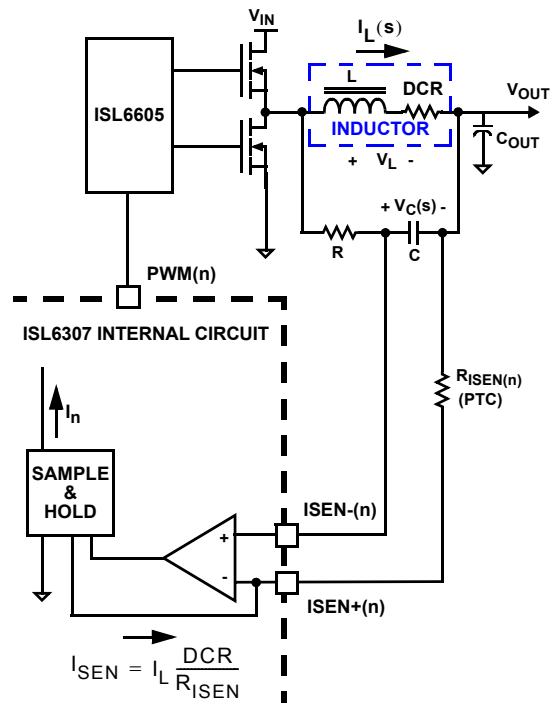 V_IN
I_L(s)
L
DCR
V_OUT
ISL6605
INDUCTOR
C_OUT
+ V_L -
+ V_C(s) -
R
C
PWM(n)
ISL6307 INTERNAL CIRCUIT
R_ISEN(n)
(PTC)
I_n
SAMPLE
&
HOLD
ISEN-(n)
+
-
ISEN+(n)
I_SEN = I_L DCR/R_ISEN